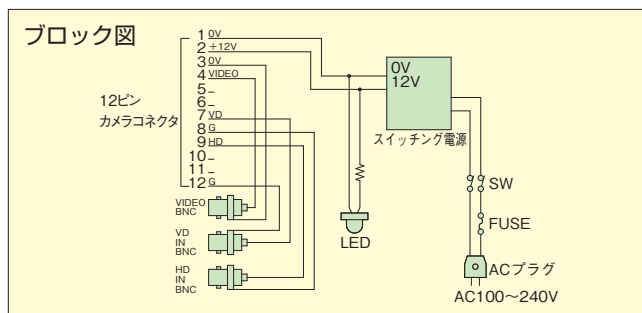 ブロック図
1 0V
2 +12V
3 0V
4 VIDEO
5 _
6 _
7 VD
8 G
9 HD
10 _
11 _
12 G
12ピン
カメラコネクタ
0V
12V
スイッチング電源
SW
FUSE
LED
ACプラグ
AC100〜240V
VIDEO
BNC
VD
IN
BNC
HD
IN
BNC